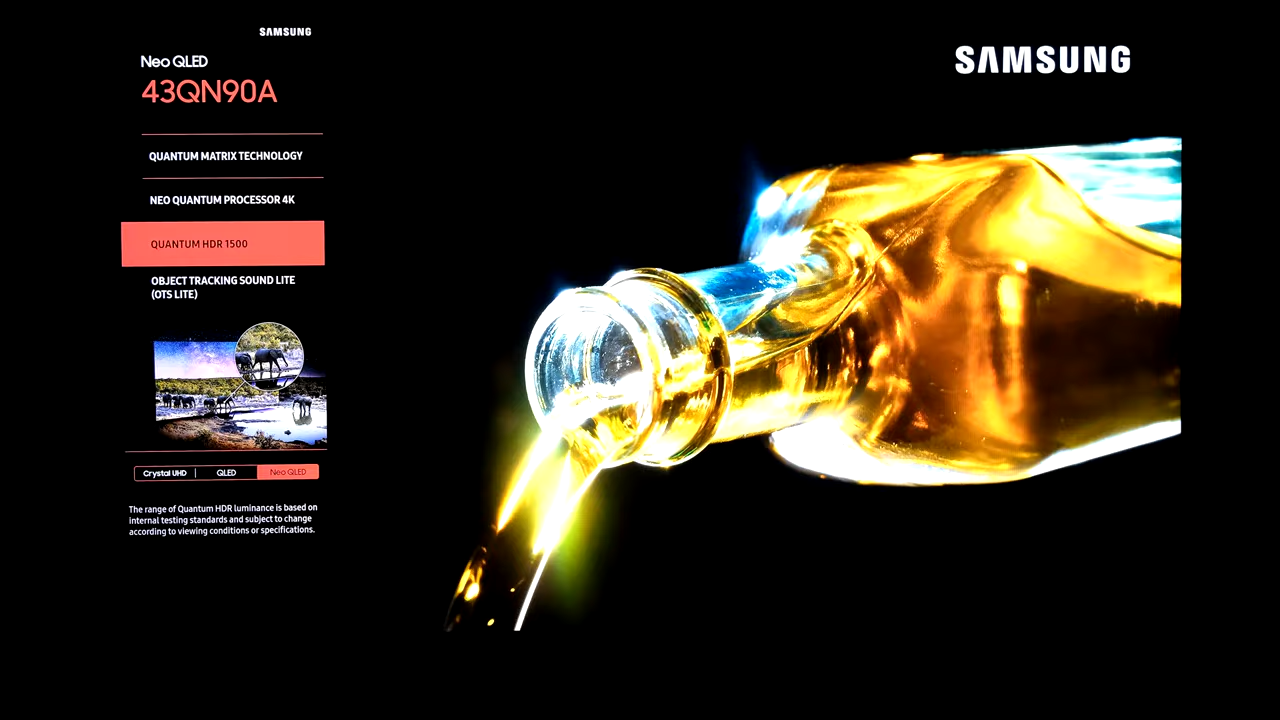 SAMSUNG
Neo QLED
43QN90A
QUANTUM MATRIX TECHNOLOGY
NEO QUANTUM PROCESSOR 4K
QUANTUM HDR 1500
OBJECT TRACKING SOUND LITE
(OTS LITE)
Crystal UHD | QLED Neo QLED
The range of Quantum HDR luminance is based on
internal testing standards and subject to change
according to viewing conditions or specifications.
SAMSUNG